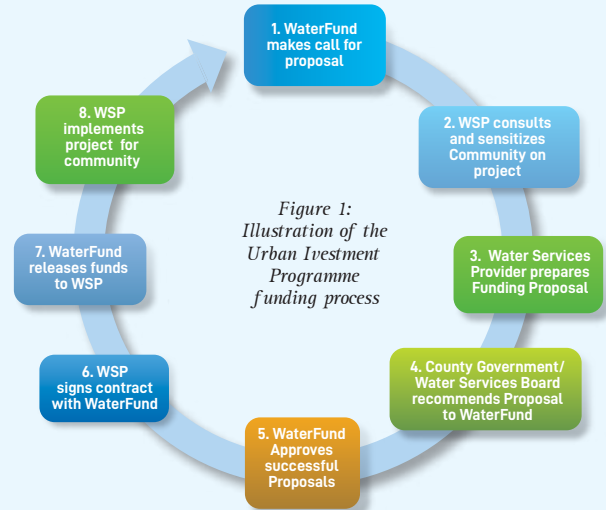 1. WaterFund
makes call for
proposal
2. WSP consults
and sensitizes
Community on
project
3. Water Services
Provider prepares
Funding Proposal
4. County Government/
Water Services Board
recommends Proposal
to WaterFund
5. WaterFund
Approves
successful
Proposals
6. WSP
signs contract
with WaterFund
7. WaterFund
releases funds
to WSP
8. WSP
implements
project for
community
Figure 1:
Illustration of the
Urban Ivestment
Programme
funding process